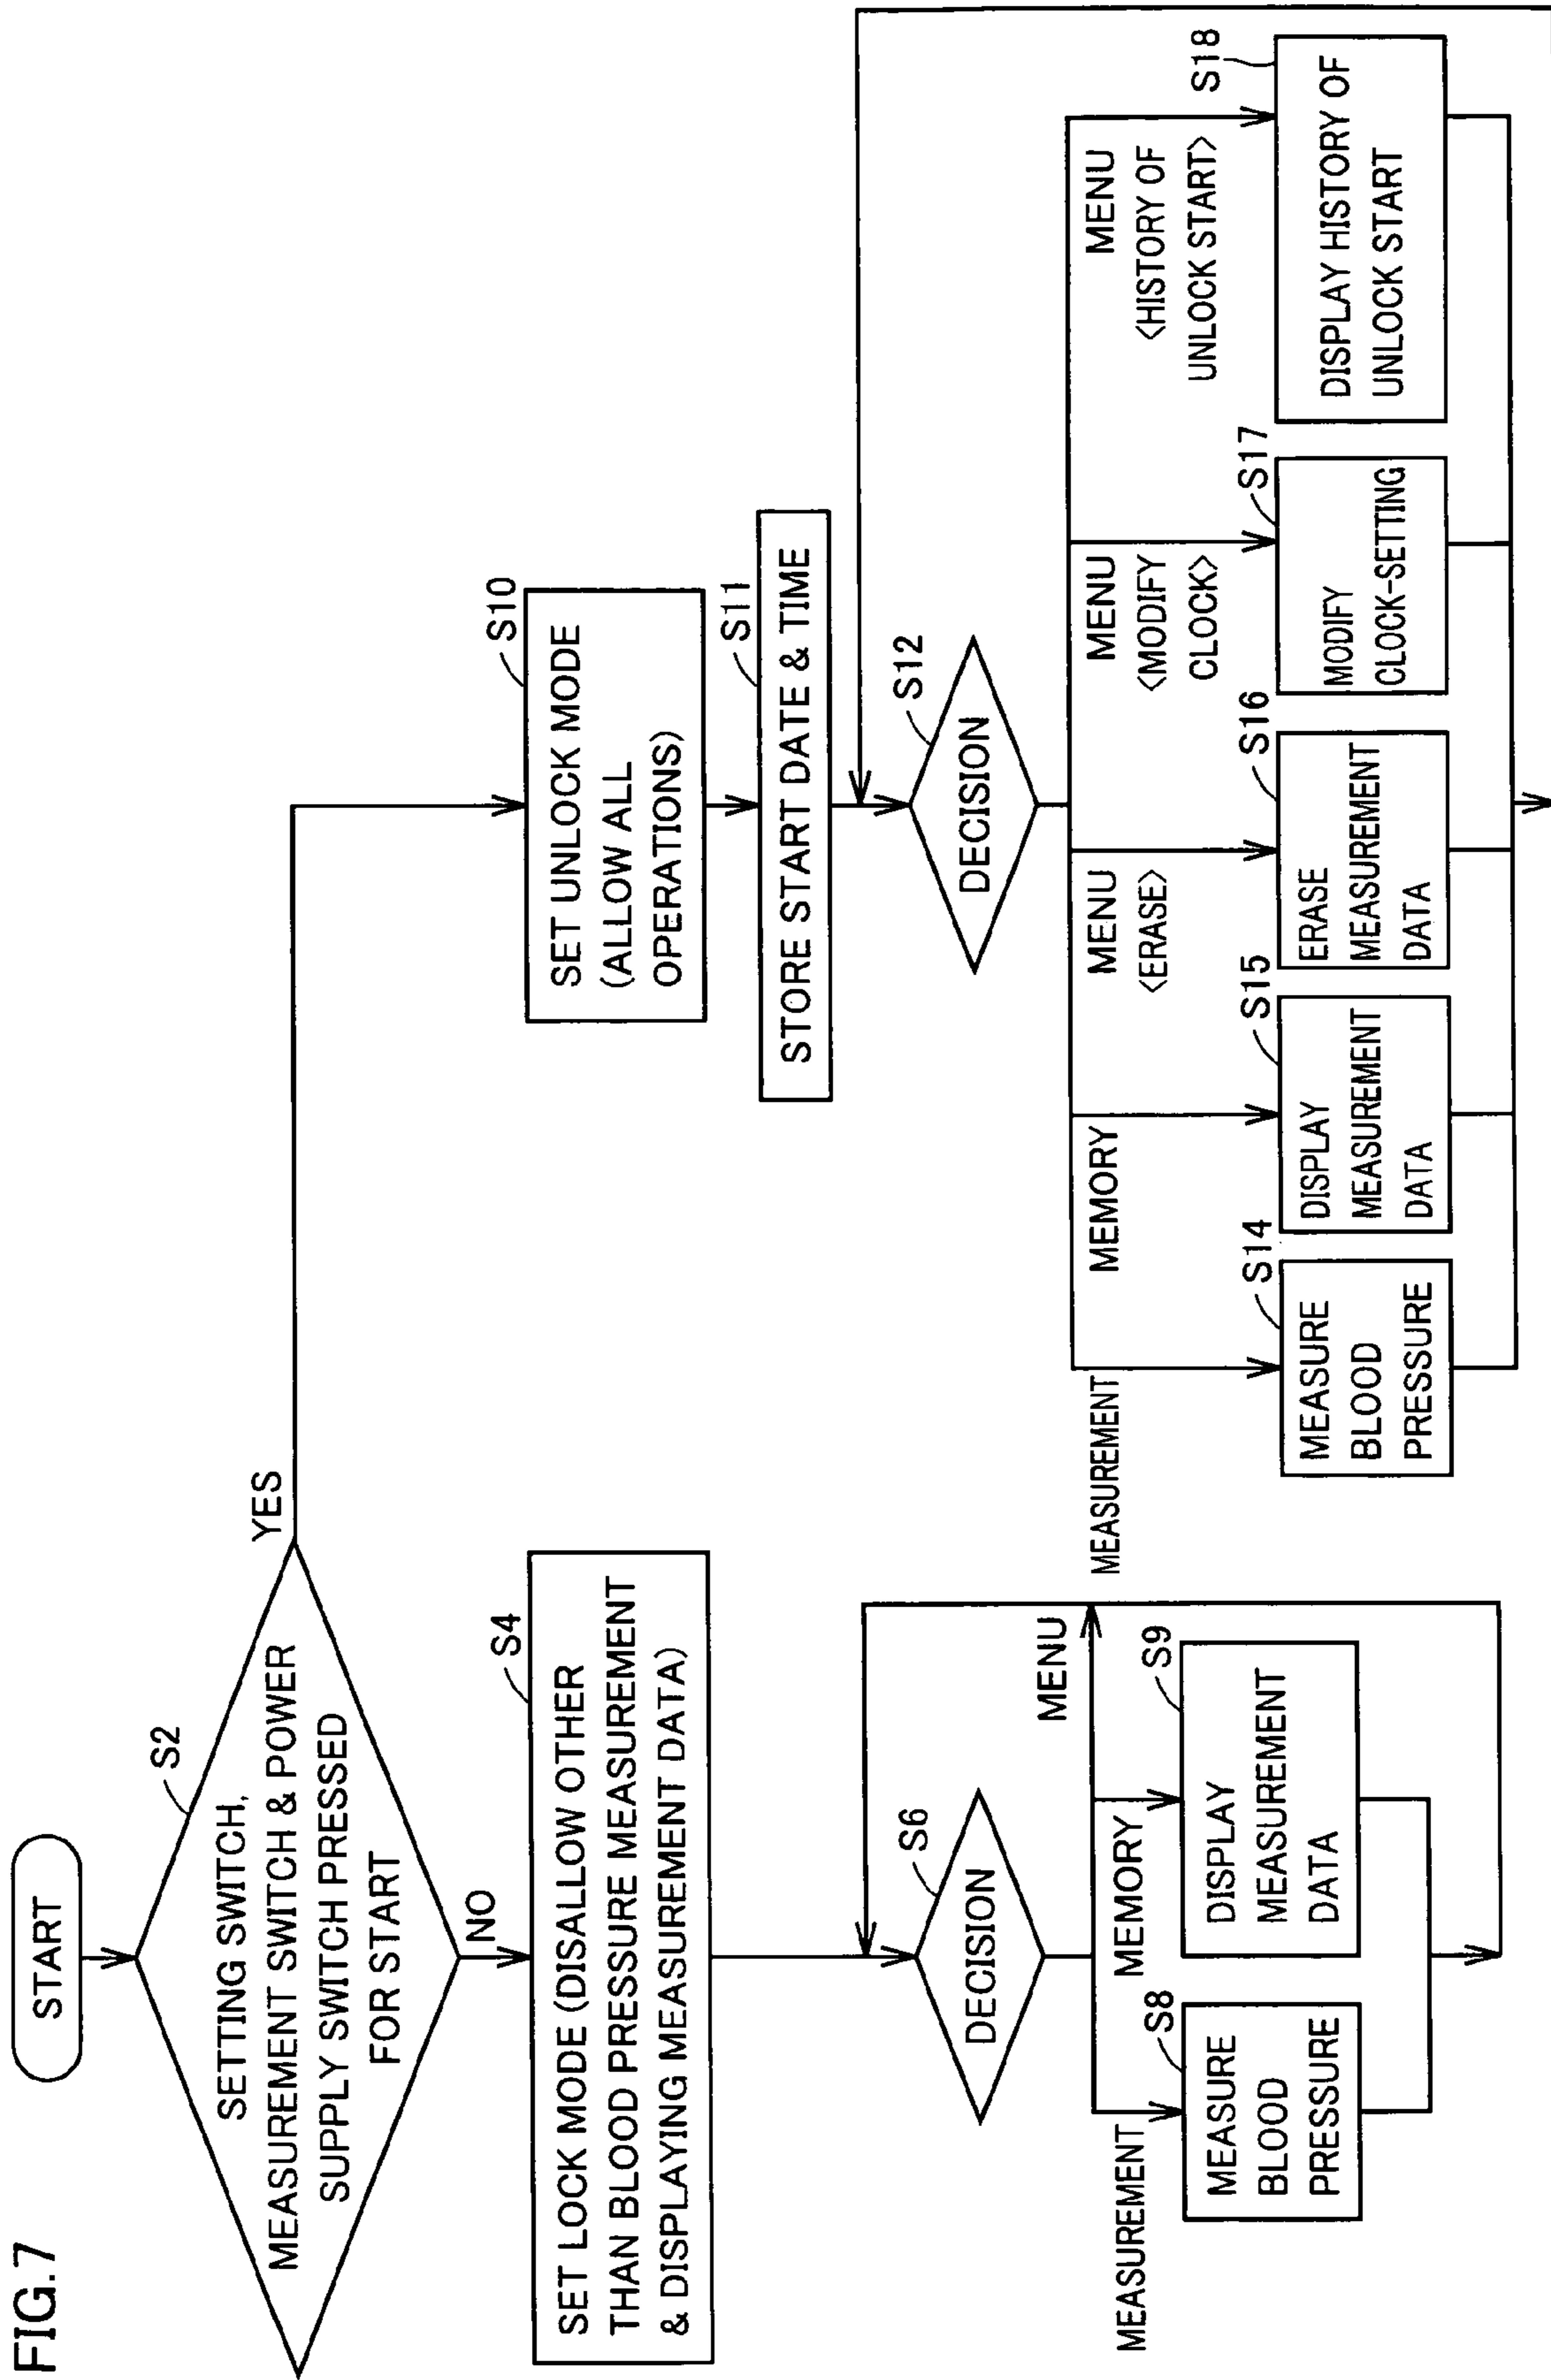 FIG.7
START
S2
SETTING SWITCH,
MEASUREMENT SWITCH & POWER
SUPPLY SWITCH PRESSED
FOR START
YES
NO
S4
SET LOCK MODE (DISALLOW OTHER
THAN BLOOD PRESSURE MEASUREMENT
& DISPLAYING MEASUREMENT DATA)
S6
DECISION
MENU
MEASUREMENT
MEMORY
S8
MEASURE
BLOOD
PRESSURE
S9
DISPLAY
MEASUREMENT
DATA
S10
SET UNLOCK MODE
(ALLOW ALL
OPERATIONS)
S11
STORE START DATE & TIME
S12
DECISION
MEASUREMENT
MEMORY
MENU
<ERASE>
MENU
<MODIFY
CLOCK>
MENU
<HISTORY OF
UNLOCK START>
S14
MEASURE
BLOOD
PRESSURE
S15
DISPLAY
MEASUREMENT
DATA
S16
ERASE
MEASUREMENT
DATA
S17
MODIFY
CLOCK-SETTING
S18
DISPLAY HISTORY OF
UNLOCK START